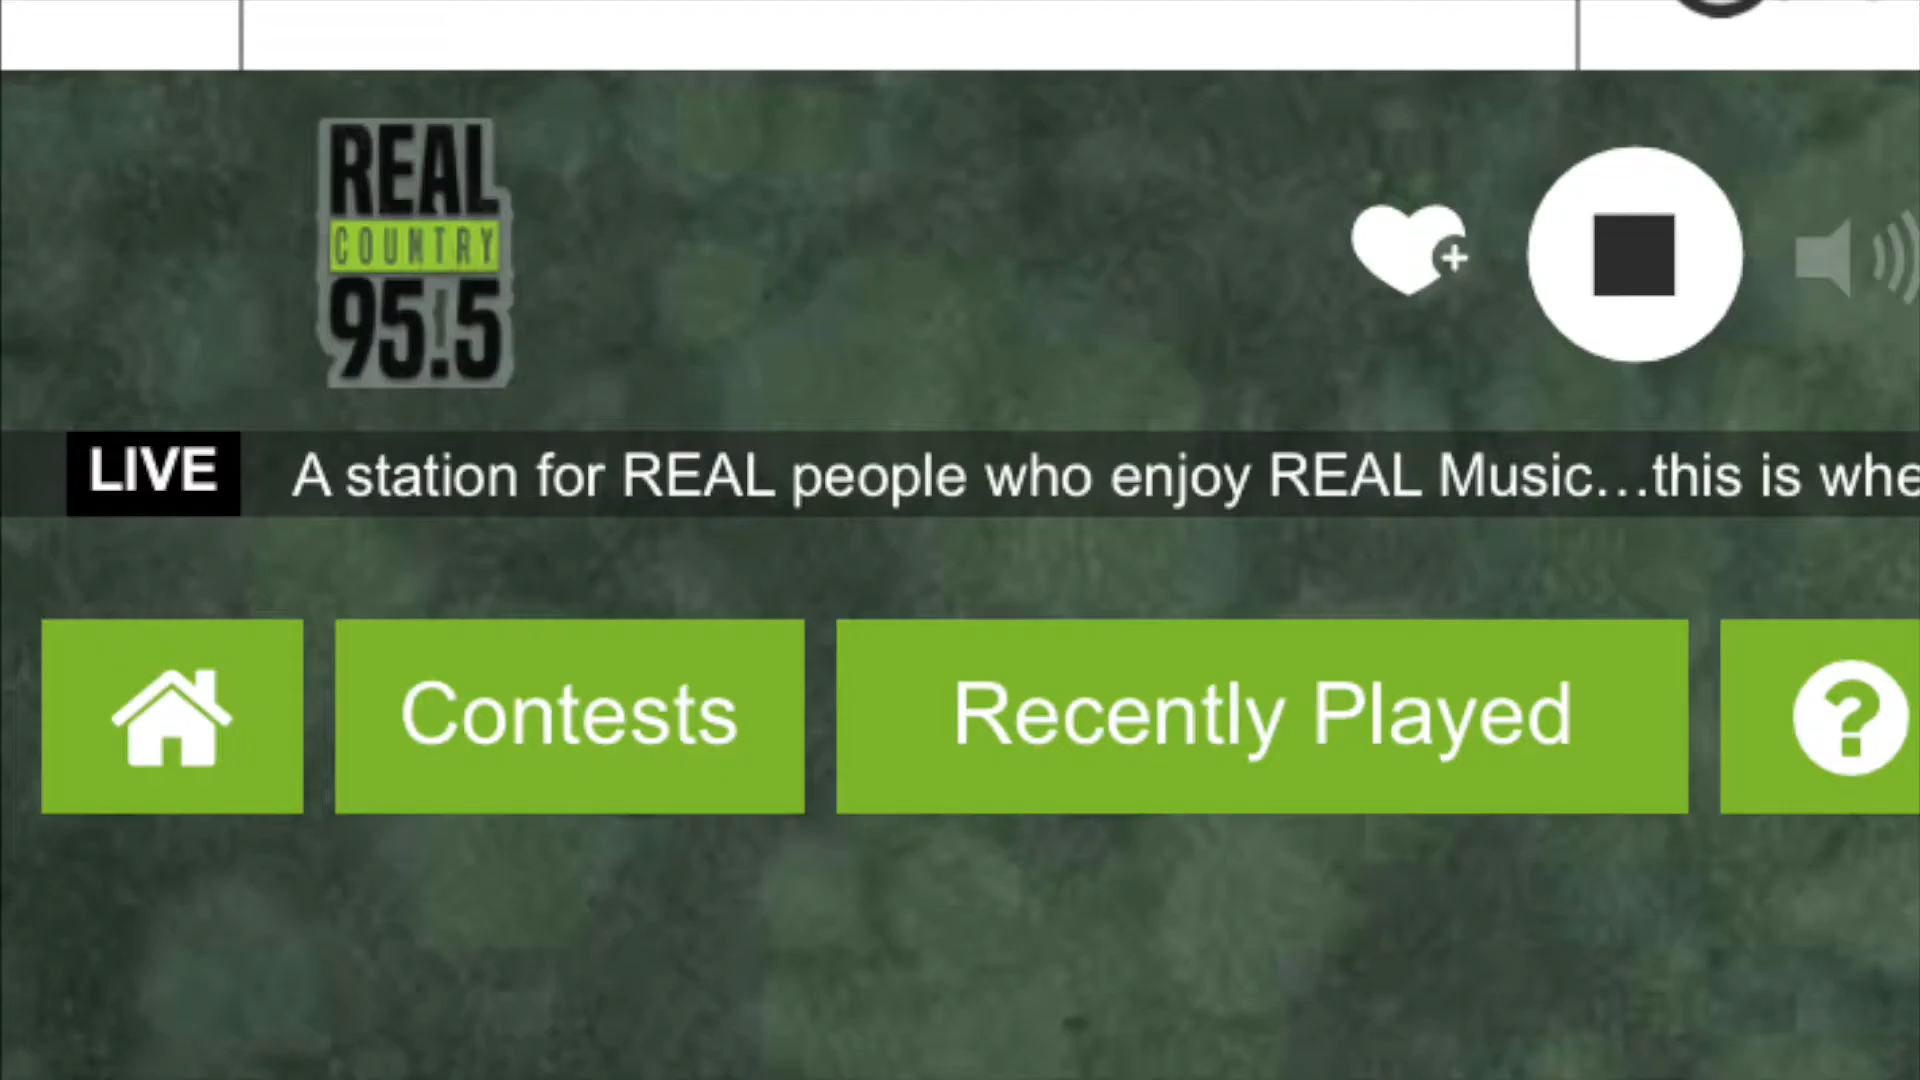 REAL
COUNTRY
95.5
LIVE
A station for REAL people who enjoy REAL Music...this is whe
Contests
Recently Played